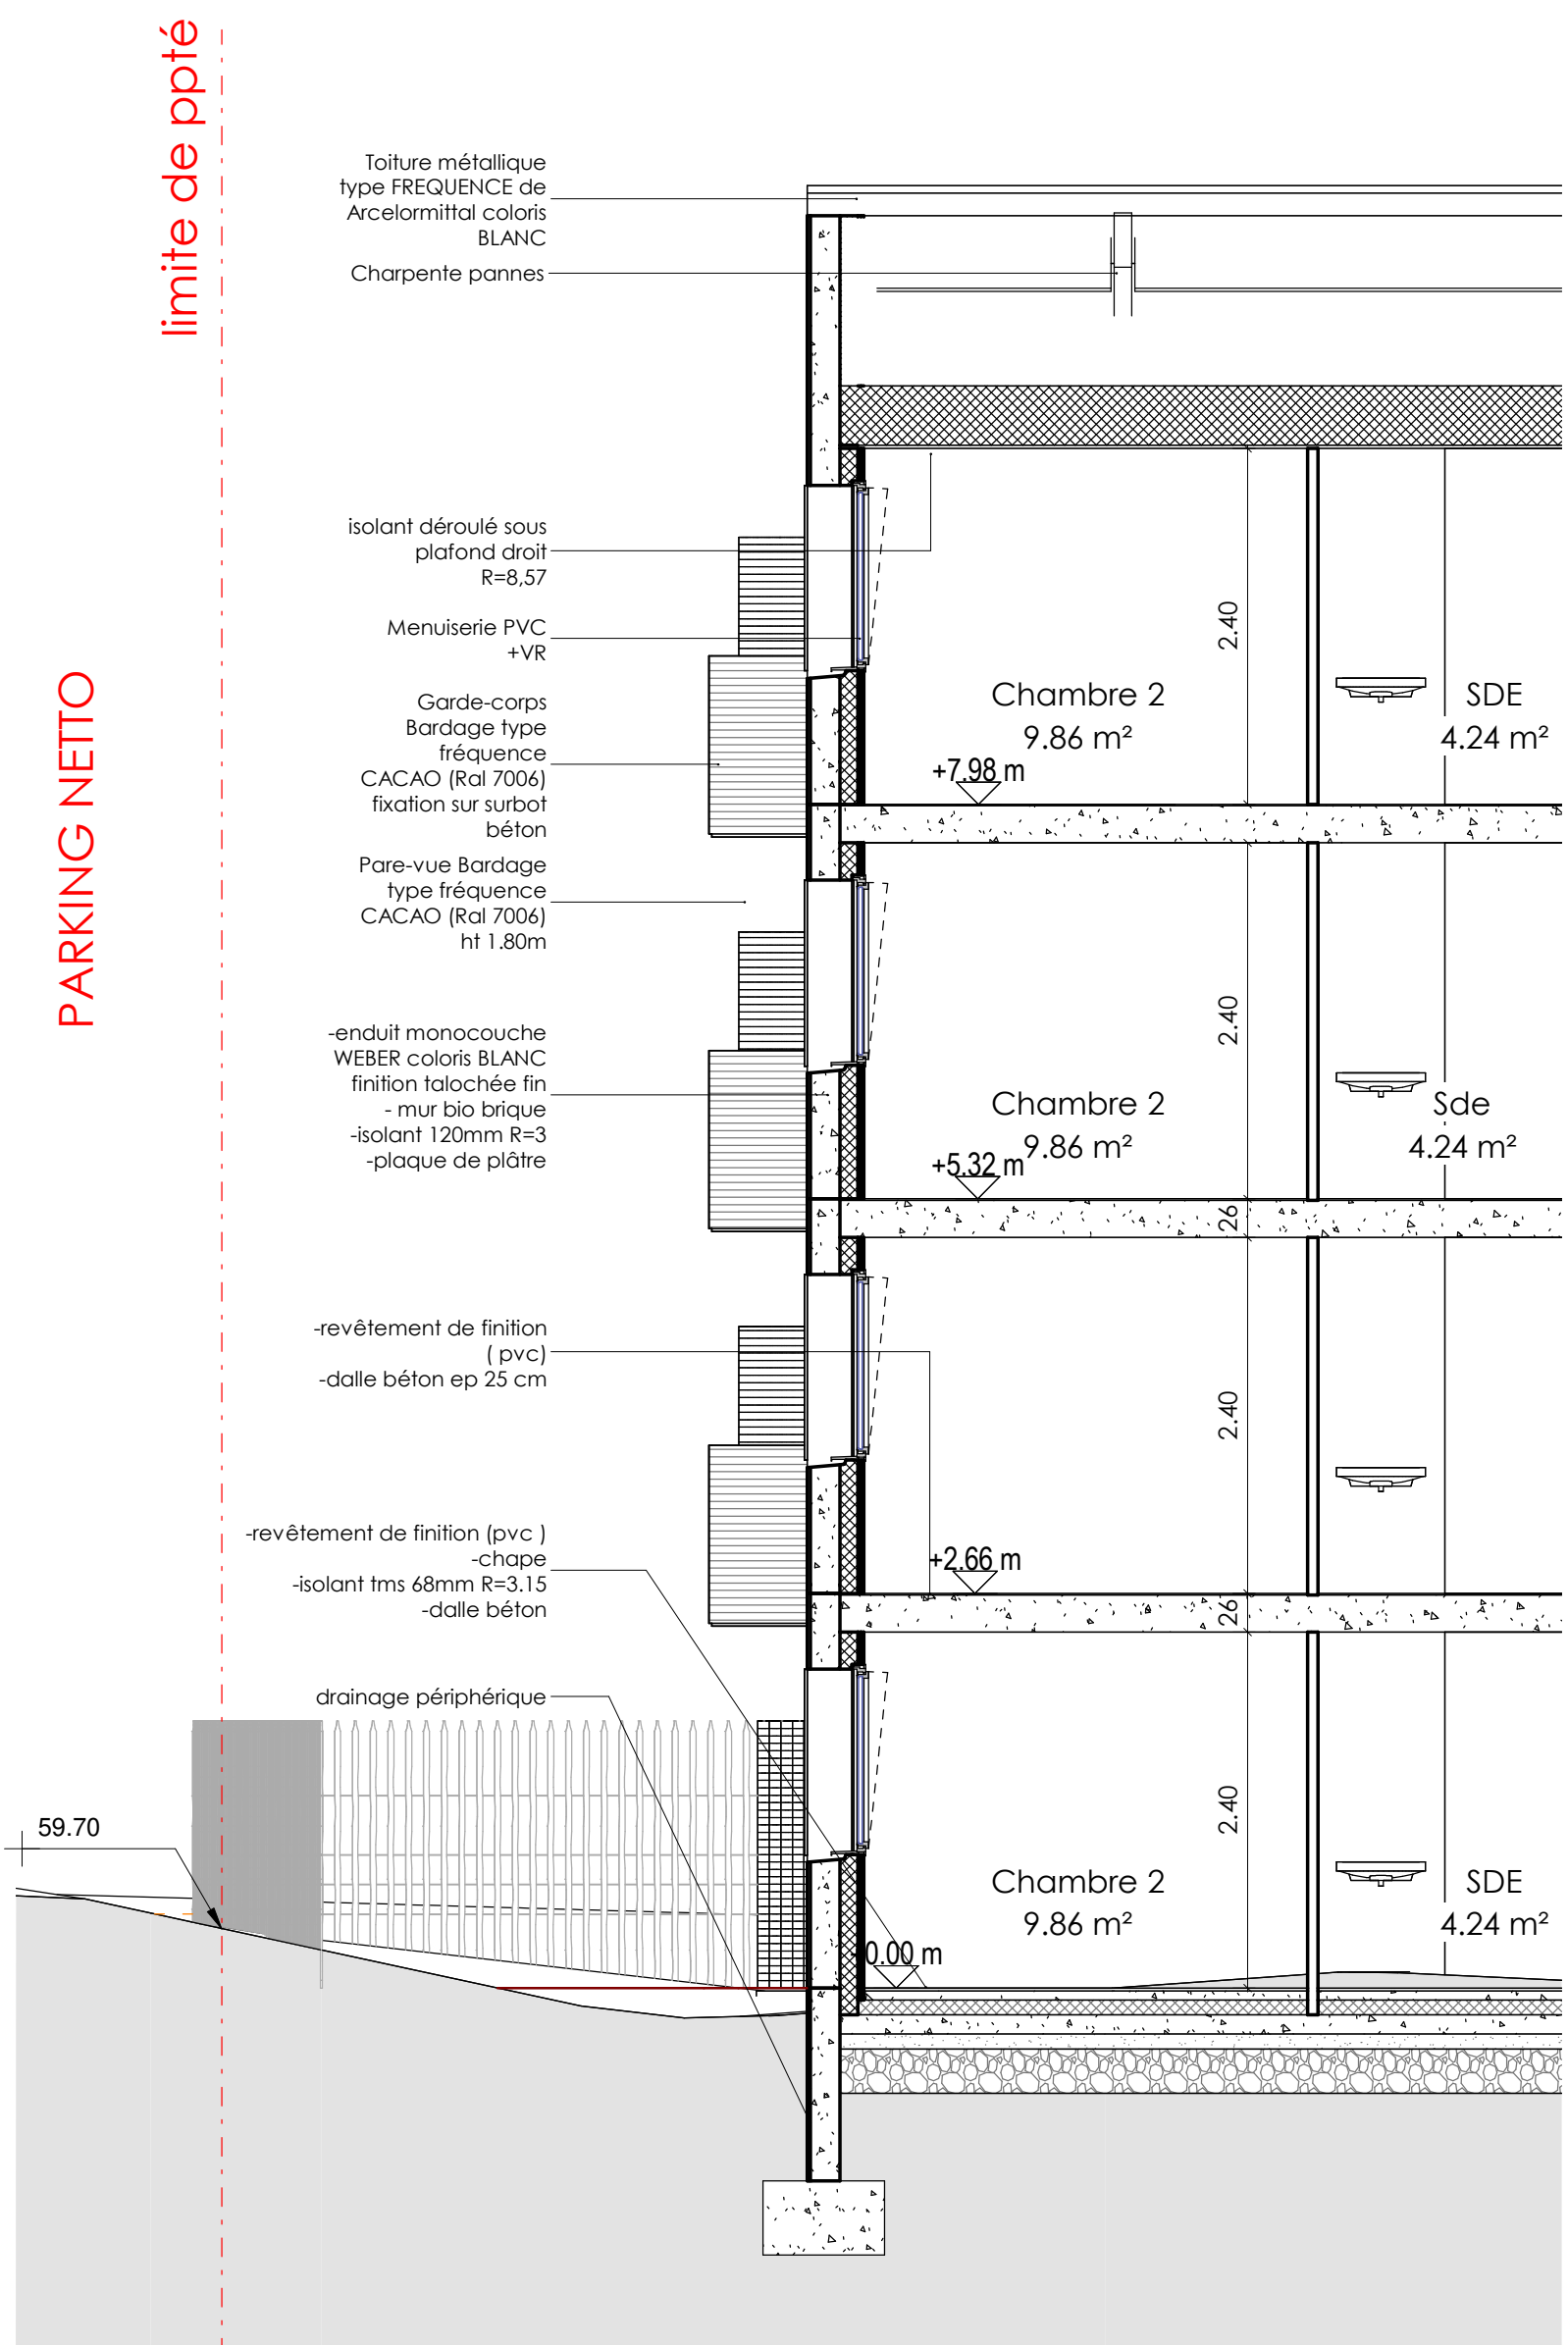 limite de ppté
PARKING NETTO
Toiture métallique
type FREQUENCE de
Arcelormittal coloris
BLANC
Charpente pannes
isolant déroulé sous
plafond droit
R=8,57
Menuiserie PVC
+VR
Garde-corps
Bardage type
fréquence
CACAO (Ral 7006)
fixation sur surbot
béton
Pare-vue Bardage
type fréquence
CACAO (Ral 7006)
ht 1.80m
-enduit monocouche
WEBER coloris BLANC
finition talochée fin
- mur bio brique
-isolant 120mm R=3
-plaque de plâtre
-revêtement de finition
( pvc)
-dalle béton ep 25 cm
-revêtement de finition (pvc )
-chape
-isolant tms 68mm R=3.15
-dalle béton
drainage périphérique
59.70
2.40
Chambre 2
9.86 m²
SDE
4.24 m²
+7.98 m
2.40
Chambre 2
9.86 m²
Sde
4.24 m²
+5.32 m
26
2.40
+2.66 m
26
2.40
Chambre 2
9.86 m²
SDE
4.24 m²
0.00 m